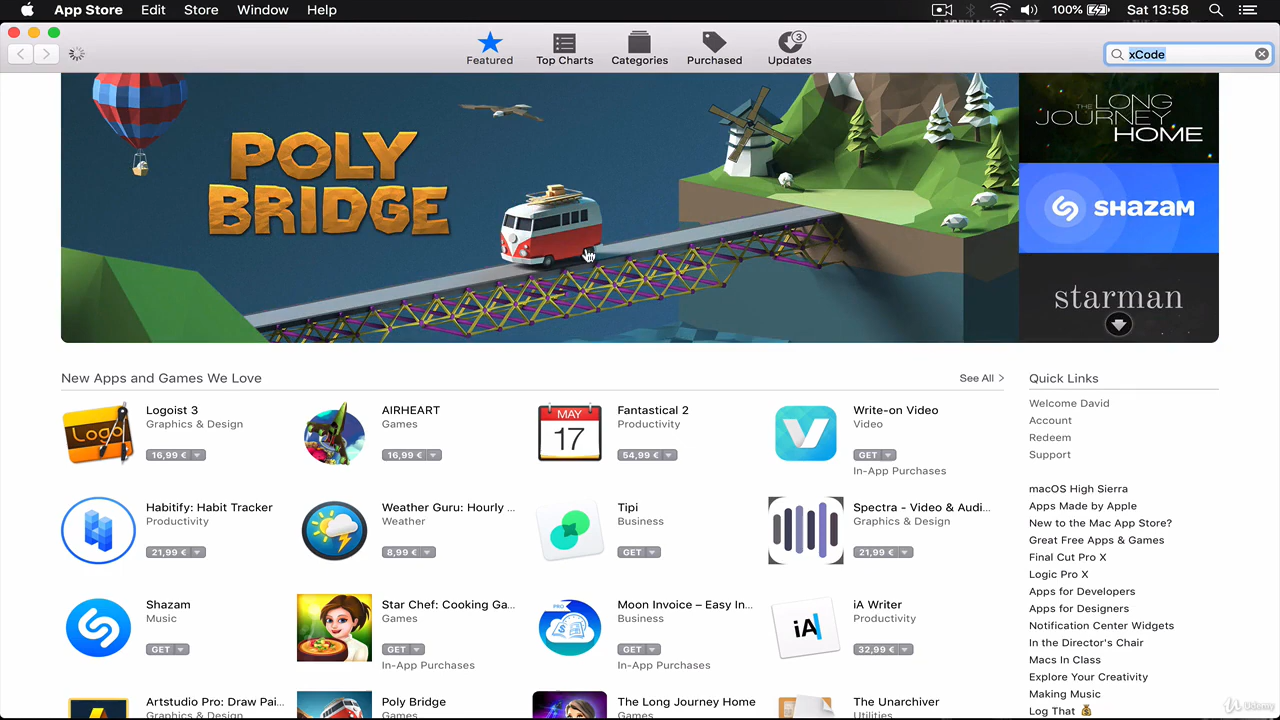 App Store Edit Store Window Help 100% Sat 13:58
Featured Top Charts Categories Purchased 3 Updates xCode
POLY
BRIDGE
THE LONG
JOURNEY
HOME
SHAZAM
starman
New Apps and Games We Love See All > Quick Links
Logoist 3
Graphics & Design
16,99 €
AIRHEART
Games
16,99 €
MAY
17
Fantastical 2
Productivity
54,99 €
Write-on Video
Video
GET
In-App Purchases
Habitify: Habit Tracker
Productivity
21,99 €
Weather Guru: Hourly ...
Weather
8,99 €
Tipi
Business
GET
Spectra - Video & Audi...
Graphics & Design
21,99 €
Shazam
Music
GET
Star Chef: Cooking Ga...
Games
GET
In-App Purchases
PRO
Moon Invoice – Easy In...
Business
GET
In-App Purchases
iA
iA Writer
Productivity
32,99 €
Artstudio Pro: Draw Pai...
Graphics & Design
Poly Bridge
Games
The Long Journey Home
Games
The Unarchiver
Utilities
Welcome David
Account
Redeem
Support
macOS High Sierra
Apps Made by Apple
New to the Mac App Store?
Great Free Apps & Games
Final Cut Pro X
Logic Pro X
Apps for Developers
Apps for Designers
Notification Center Widgets
In the Director's Chair
Macs In Class
Explore Your Creativity
Making Music
Log That 💰
Udemy